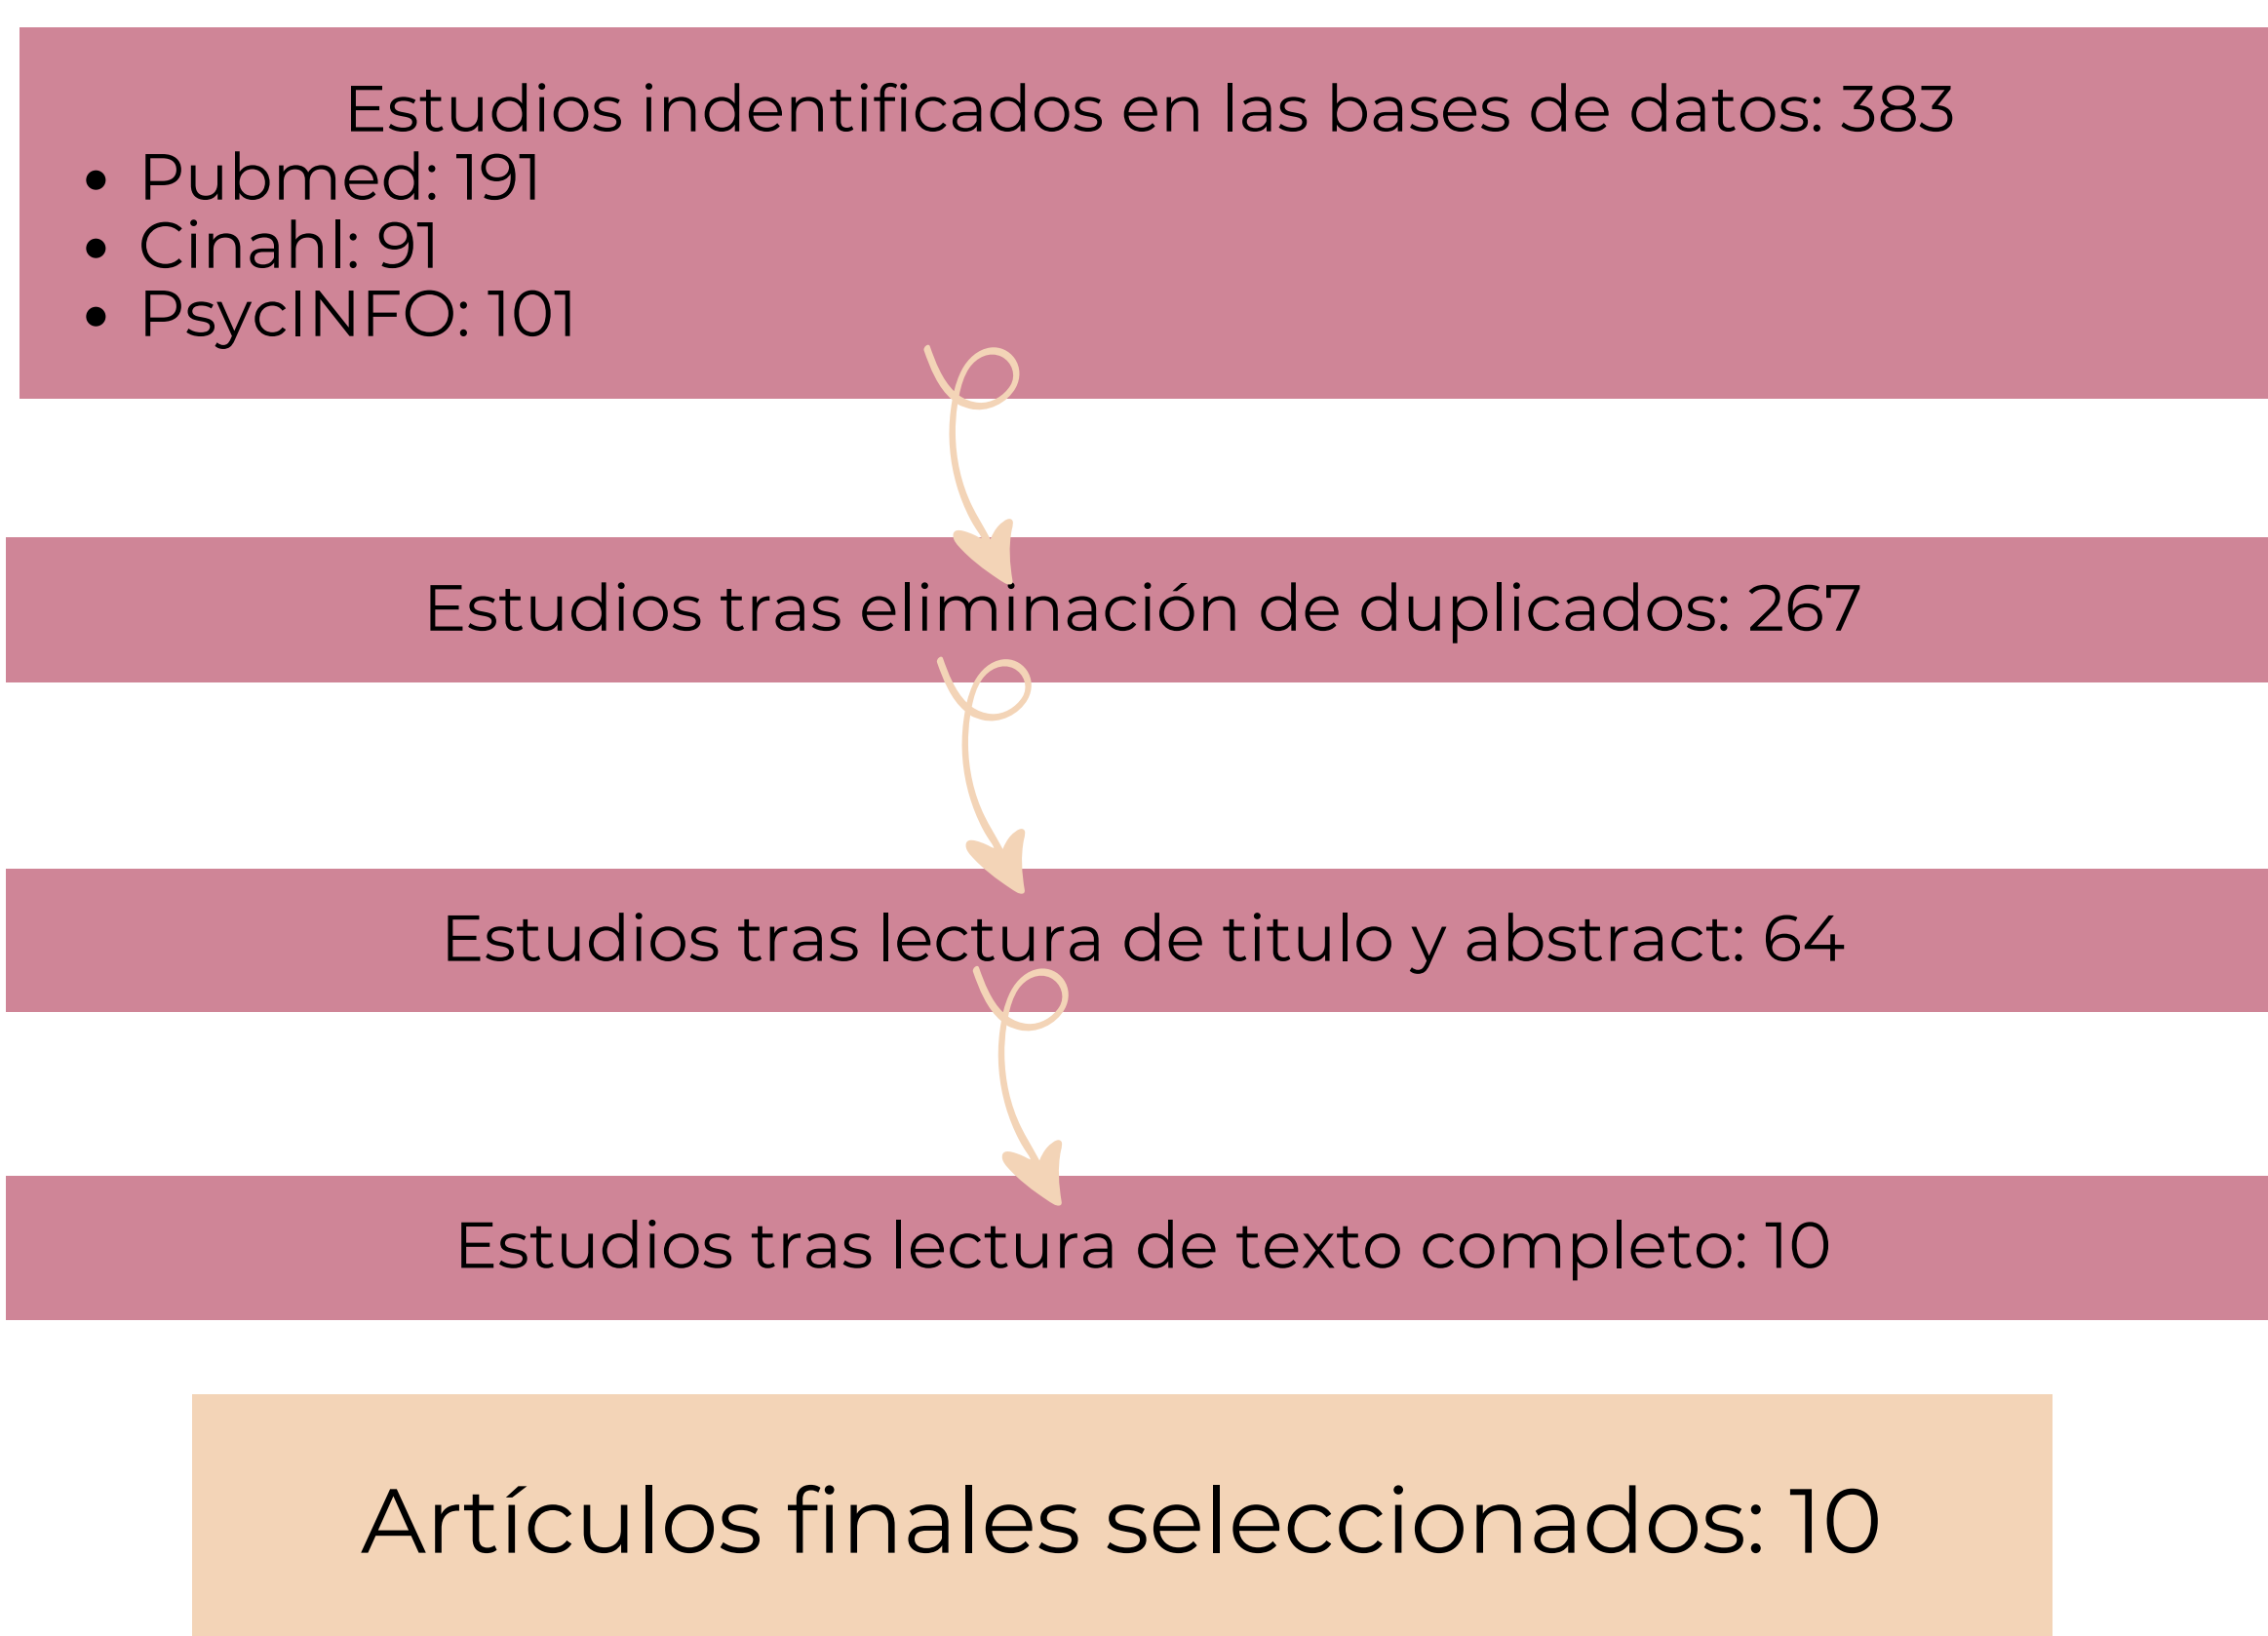 Estudios indentificados en las bases de datos: 383
• Pubmed: 191
• Cinahl: 91
• PsycINFO: 101
Estudios tras eliminación de duplicados: 267
Estudios tras lectura de titulo y abstract: 64
Estudios tras lectura de texto completo: 10
Artículos finales seleccionados: 10